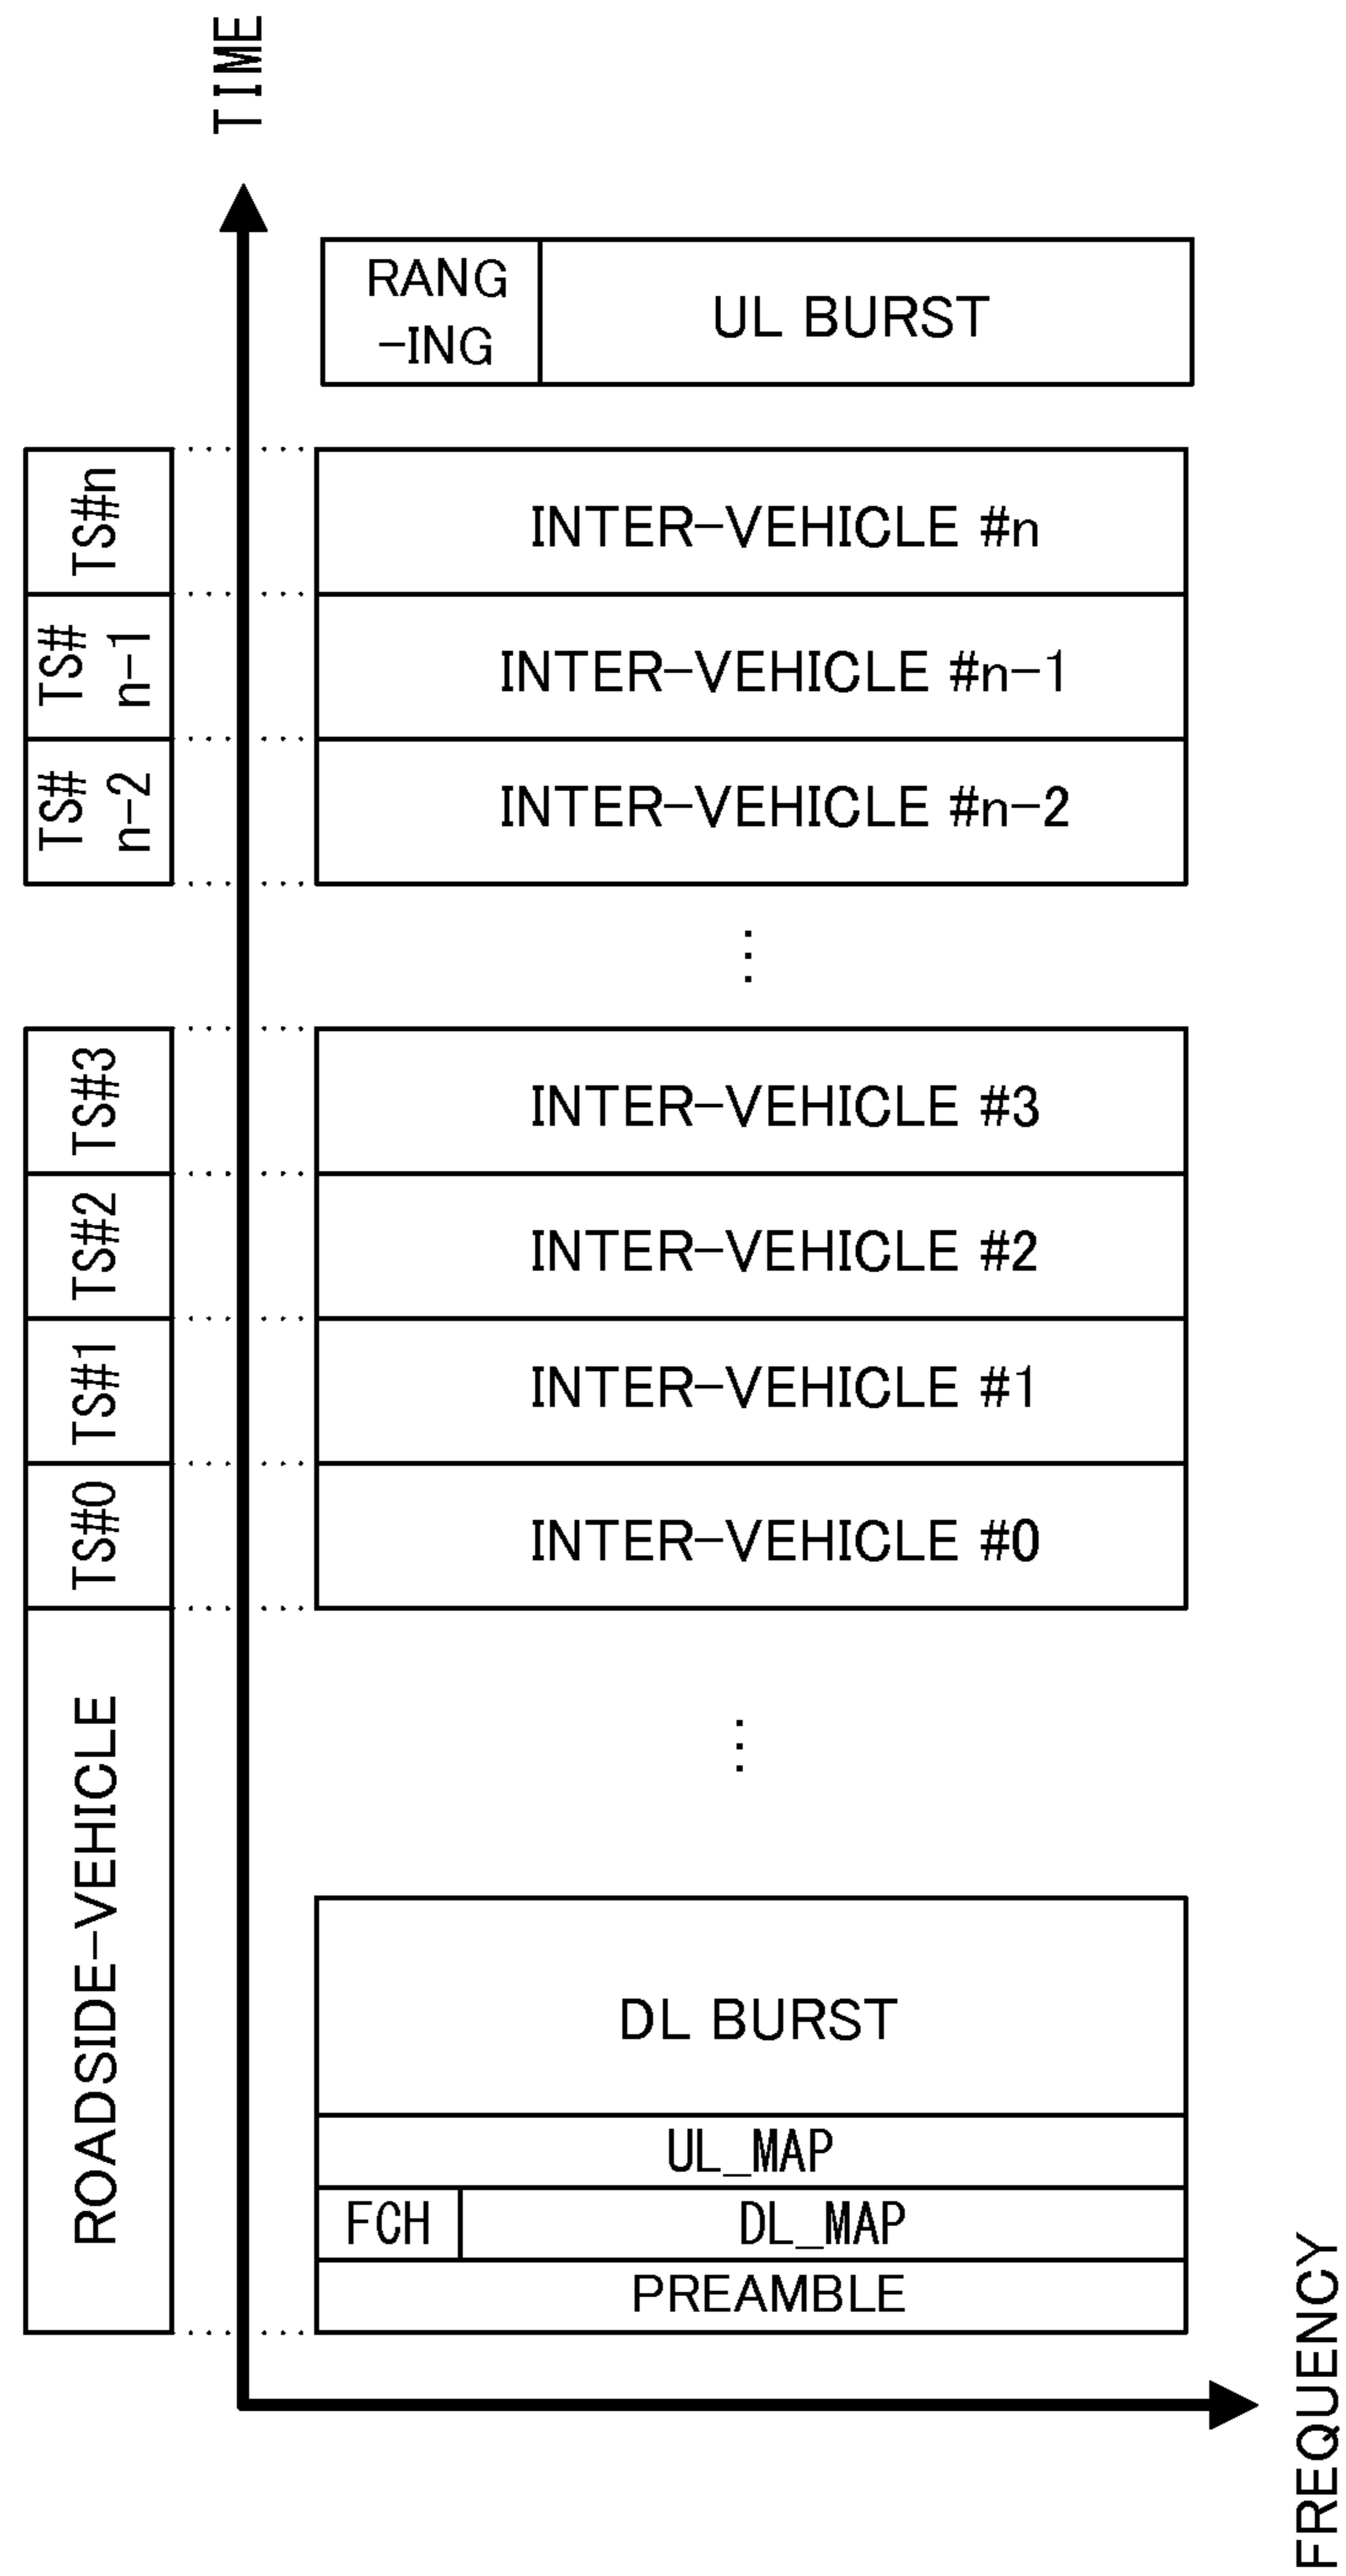 TIME
RANG
-ING
UL BURST
TS#n
INTER-VEHICLE #n
TS#
n-1
INTER-VEHICLE #n-1
TS#
n-2
INTER-VEHICLE #n-2
TS#3
INTER-VEHICLE #3
TS#2
INTER-VEHICLE #2
TS#1
INTER-VEHICLE #1
TS#0
INTER-VEHICLE #0
ROADSIDE-VEHICLE
DL BURST
UL_MAP
FCH
DL_MAP
PREAMBLE
FREQUENCY